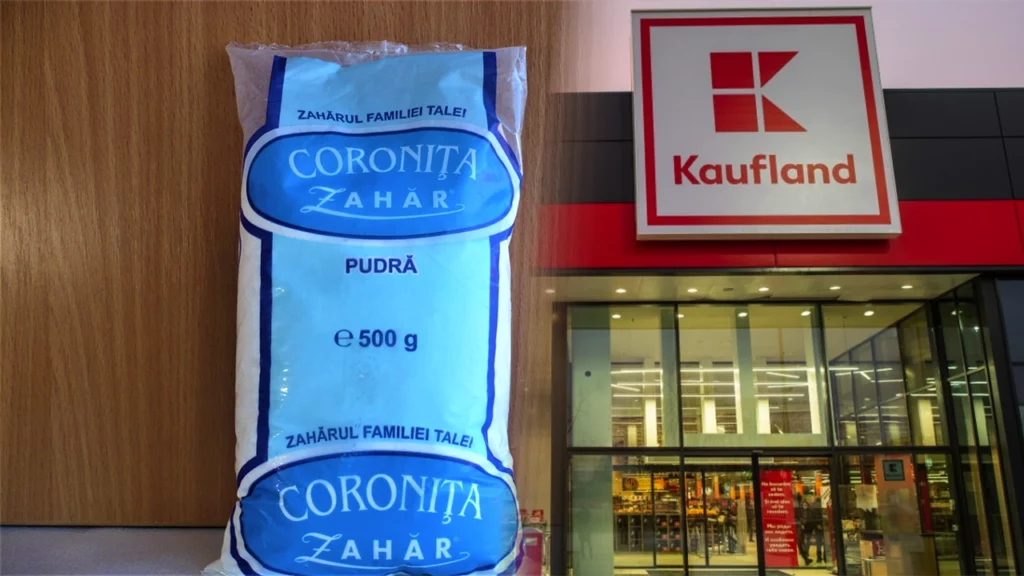 ZAHĂRUL FAMILIEI TALE!
CORONIȚA
ZAHĂR®
PUDRĂ
℮ 500 g
ZAHĂRUL FAMILIEI TALE!
CORONIȚA
ZAHĂR®
Kaufland